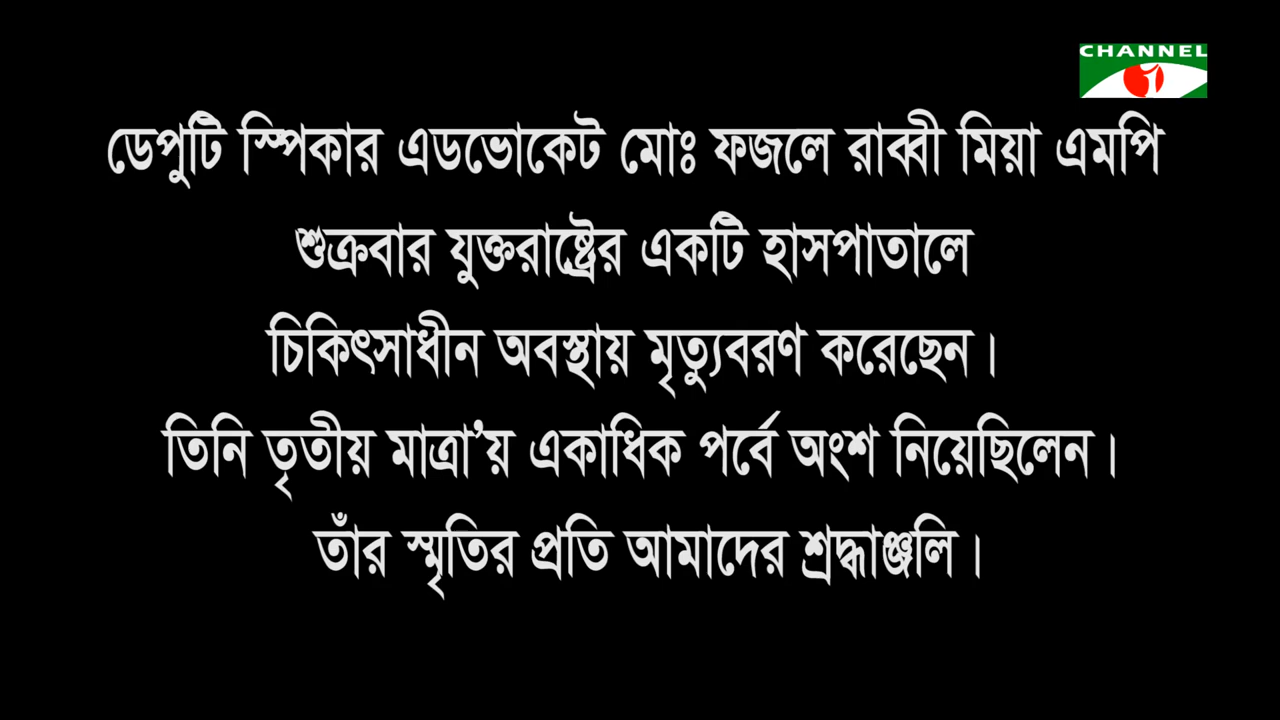 CHANNEL
ডেপুটি স্পিকার এডভোকেট মোঃ ফজলে রাব্বী মিয়া এমপি
শুক্রবার যুক্তরাষ্ট্রের একটি হাসপাতালে
চিকিৎসাধীন অবস্থায় মৃত্যুবরণ করেছেন।
তিনি তৃতীয় মাত্রা’য় একাধিক পর্বে অংশ নিয়েছিলেন।
তাঁর স্মৃতির প্রতি আমাদের শ্রদ্ধাঞ্জলি।